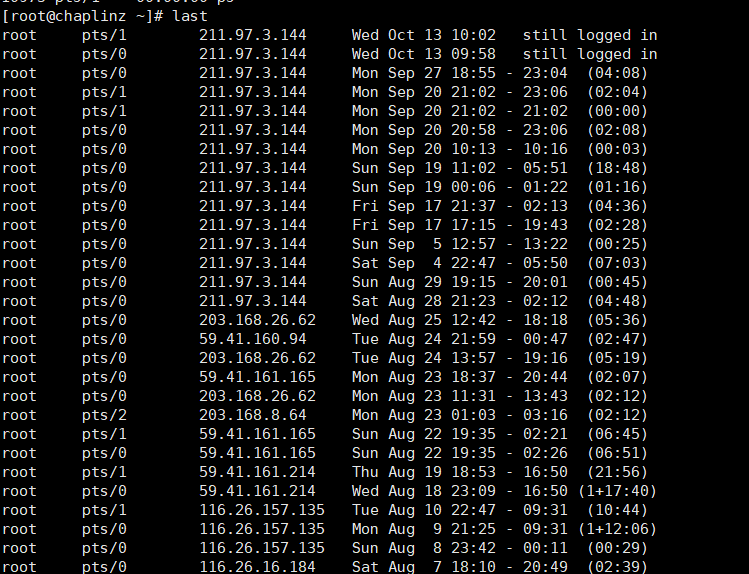 [root@chaplinz ~]# last
root     pts/1        211.97.3.144     Wed Oct 13 10:02   still logged in
root     pts/0        211.97.3.144     Wed Oct 13 09:58   still logged in
root     pts/0        211.97.3.144     Mon Sep 27 18:55 - 23:04  (04:08)
root     pts/1        211.97.3.144     Mon Sep 20 21:02 - 23:06  (02:04)
root     pts/1        211.97.3.144     Mon Sep 20 21:02 - 21:02  (00:00)
root     pts/0        211.97.3.144     Mon Sep 20 20:58 - 23:06  (02:08)
root     pts/0        211.97.3.144     Mon Sep 20 10:13 - 10:16  (00:03)
root     pts/0        211.97.3.144     Sun Sep 19 11:02 - 05:51  (18:48)
root     pts/0        211.97.3.144     Sun Sep 19 00:06 - 01:22  (01:16)
root     pts/0        211.97.3.144     Fri Sep 17 21:37 - 02:13  (04:36)
root     pts/0        211.97.3.144     Fri Sep 17 17:15 - 19:43  (02:28)
root     pts/0        211.97.3.144     Sun Sep  5 12:57 - 13:22  (00:25)
root     pts/0        211.97.3.144     Sat Sep  4 22:47 - 05:50  (07:03)
root     pts/0        211.97.3.144     Sun Aug 29 19:15 - 20:01  (00:45)
root     pts/0        211.97.3.144     Sat Aug 28 21:23 - 02:12  (04:48)
root     pts/0        203.168.26.62    Wed Aug 25 12:42 - 18:18  (05:36)
root     pts/0        59.41.160.94     Tue Aug 24 21:59 - 00:47  (02:47)
root     pts/0        203.168.26.62    Tue Aug 24 13:57 - 19:16  (05:19)
root     pts/0        59.41.161.165    Mon Aug 23 18:37 - 20:44  (02:07)
root     pts/0        203.168.26.62    Mon Aug 23 11:31 - 13:43  (02:12)
root     pts/2        203.168.8.64     Mon Aug 23 01:03 - 03:16  (02:12)
root     pts/1        59.41.161.165    Sun Aug 22 19:35 - 02:21  (06:45)
root     pts/0        59.41.161.165    Sun Aug 22 19:35 - 02:26  (06:51)
root     pts/1        59.41.161.214    Thu Aug 19 18:53 - 16:50  (21:56)
root     pts/0        59.41.161.214    Wed Aug 18 23:09 - 16:50 (1+17:40)
root     pts/1        116.26.157.135   Tue Aug 10 22:47 - 09:31  (10:44)
root     pts/0        116.26.157.135   Mon Aug  9 21:25 - 09:31 (1+12:06)
root     pts/0        116.26.157.135   Sun Aug  8 23:42 - 00:11  (00:29)
root     pts/0        116.26.16.184    Sat Aug  7 18:10 - 20:49  (02:39)